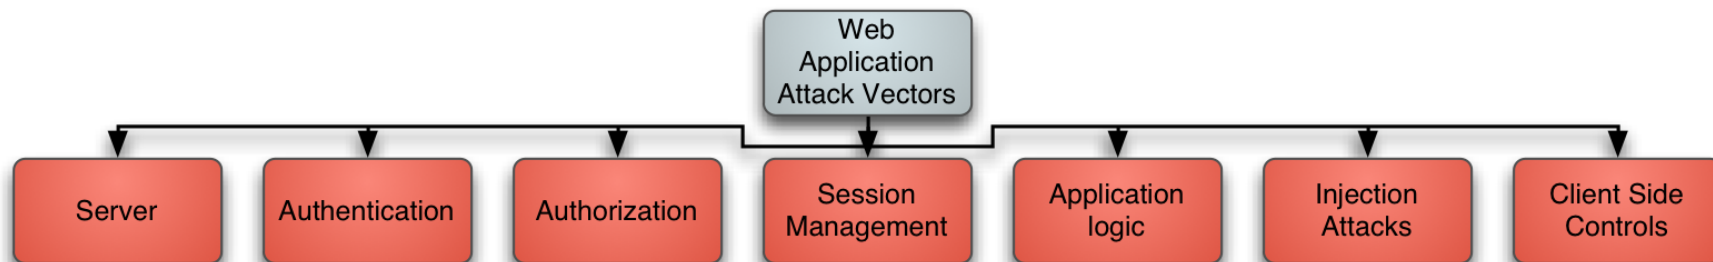 Web
Application
Attack Vectors
Server
Authentication
Authorization
Session
Management
Application
logic
Injection
Attacks
Client Side
Controls